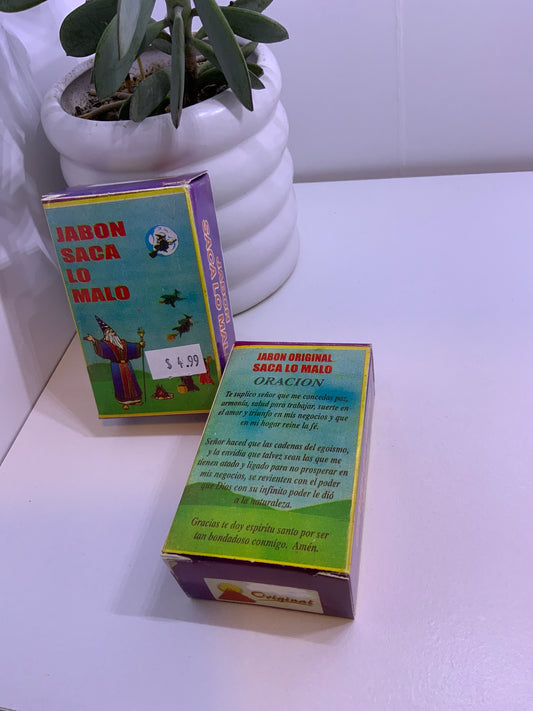 JABON
SACA
LO
MALO
JABON
SACA LO MAL
$ 4.99
JABON ORIGINAL
SACA LO MALO
ORACION
Te suplico señor que me concedas paz,
armonía, salud para trabajar, suerte en
el amor y triunfo en mis negocios y que
en mi hogar reine la fé.
Señor haced que las cadenas del egoismo,
y la envidia que talvez sean las que me
tienen atado y ligado para no prosperar en
mis negocios, se revienten con el poder
que Dios con su infinito poder le dió
a la naturaleza.
Gracias te doy espiritu santo por ser
tan bondadoso conmigo. Amén.
Original